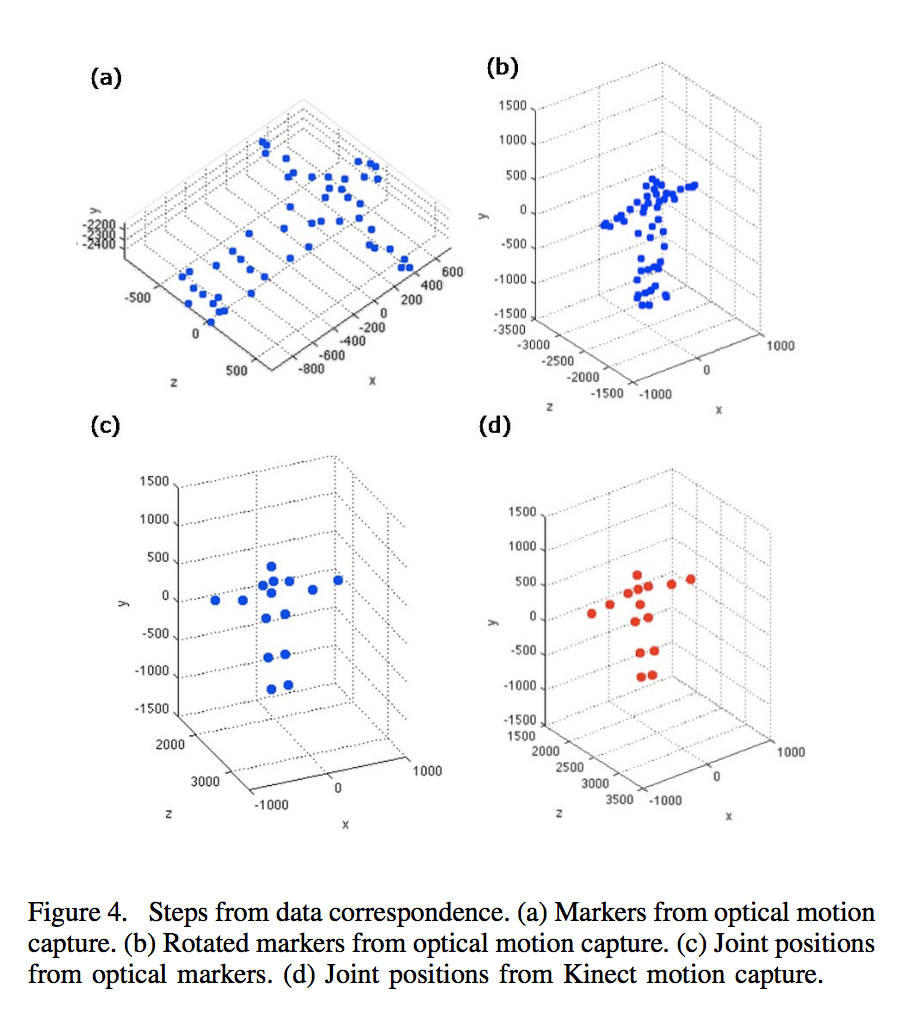 (a)
y
-2200
-2300
-2400
-500
0
500
z
-800
-600
-400
-200
0
200
400
600
x
(b)
1500
1000
500
0
-500
-1000
-1500
y
-3500
-3000
-2500
-2000
-1500
z
-1000
0
1000
x
(c)
1500
1000
500
0
-500
-1000
-1500
y
2000
3000
z
-1000
0
1000
x
(d)
1500
1000
500
0
-500
-1000
-1500
y
1500
2000
2500
3000
3500
z
-1000
0
1000
x
Figure 4. Steps from data correspondence. (a) Markers from optical motion
capture. (b) Rotated markers from optical motion capture. (c) Joint positions
from optical markers. (d) Joint positions from Kinect motion capture.